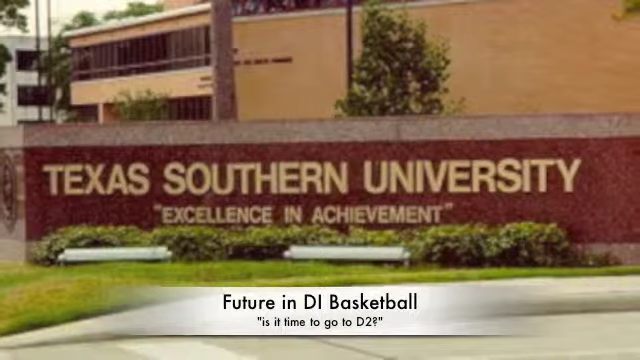 TEXAS SOUTHERN UNIVERSITY
"EXCELLENCE IN ACHIEVEMENT"
Future in DI Basketball
"is it time to go to D2?"